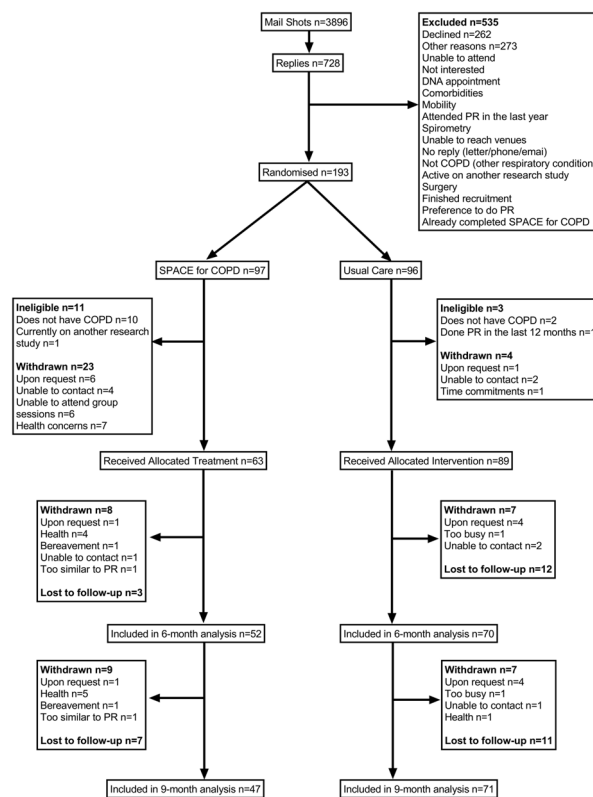 Mail Shots n=3896
Replies n=728
Excluded n=535
Declined n=262
Other reasons n=273
Unable to attend
Not interested
DNA appointment
Comorbidities
Mobility
Attended PR in the last year
Spirometry
Unable to reach venues
No reply (letter/phone/emai)
Not COPD (other respiratory condition
Active on another research study
Surgery
Finished recruitment
Preference to do PR
Already completed SPACE for COPD
Randomised n=193
SPACE for COPD n=97
Usual Care n=96
Ineligible n=11
Does not have COPD n=10
Currently on another research
study n=1
Withdrawn n=23
Upon request n=6
Unable to contact n=4
Unable to attend group
sessions n=6
Health concerns n=7
Ineligible n=3
Does not have COPD n=2
Done PR in the last 12 months n=1
Withdrawn n=4
Upon request n=1
Unable to contact n=2
Time commitments n=1
Received Allocated Treatment n=63
Received Allocated Intervention n=89
Withdrawn n=8
Upon request n=1
Health n=4
Bereavement n=1
Unable to contact n=1
Too similar to PR n=1
Lost to follow-up n=3
Withdrawn n=7
Upon request n=4
Too busy n=1
Unable to contact n=2
Lost to follow-up n=12
Included in 6-month analysis n=52
Included in 6-month analysis n=70
Withdrawn n=9
Upon request n=1
Health n=5
Bereavement n=1
Too similar to PR n=1
Lost to follow-up n=7
Withdrawn n=7
Upon request n=4
Too busy n=1
Unable to contact n=1
Health n=1
Lost to follow-up n=11
Included in 9-month analysis n=47
Included in 9-month analysis n=71